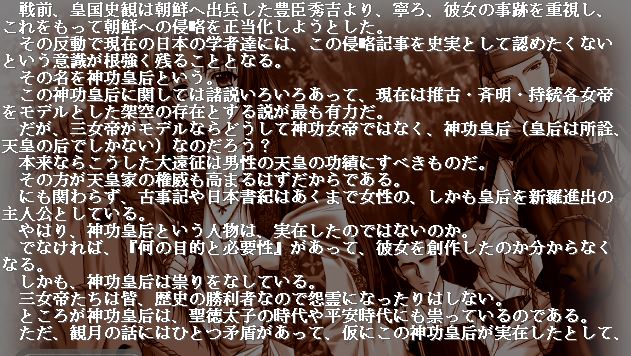 戦前、皇国史観は朝鮮へ出兵した豊臣秀吉より、寧ろ、彼女の事跡を重視し、
これをもって朝鮮への侵略を正当化しようとした。
その反動で現在の日本の学者達には、この侵略記事を史実として認めたくない
という意識が根強く残ることとなる。
その名を神功皇后という。
この神功皇后に関しては諸説いろいろあって、現在は推古・斉明・持統各女帝
をモデルとした架空の存在とする説が最も有力だ。
だが、三女帝がモデルならどうして神功女帝ではなく、神功皇后（皇后は所詮、
天皇の后でしかない）なのだろう？
本来ならこうした大遠征は男性の天皇の功績にすべきものだ。
その方が天皇家の権威も高まるはずだからである。
にも関わらず、古事記や日本書紀はあくまで女性の、しかも皇后を新羅進出の
主人公としている。
やはり、神功皇后という人物は、実在したのではないのか。
でなければ、『何の目的と必要性』があって、彼女を創作したのか分からなく
なる。
しかも、神功皇后は祟りをなしている。
三女帝たちは皆、歴史の勝利者なので怨霊になったりはしない。
ところが神功皇后は、聖徳太子の時代や平安時代にも祟っているのである。
ただ、観月の話にはひとつ矛盾があって、仮にこの神功皇后が実在したとして、